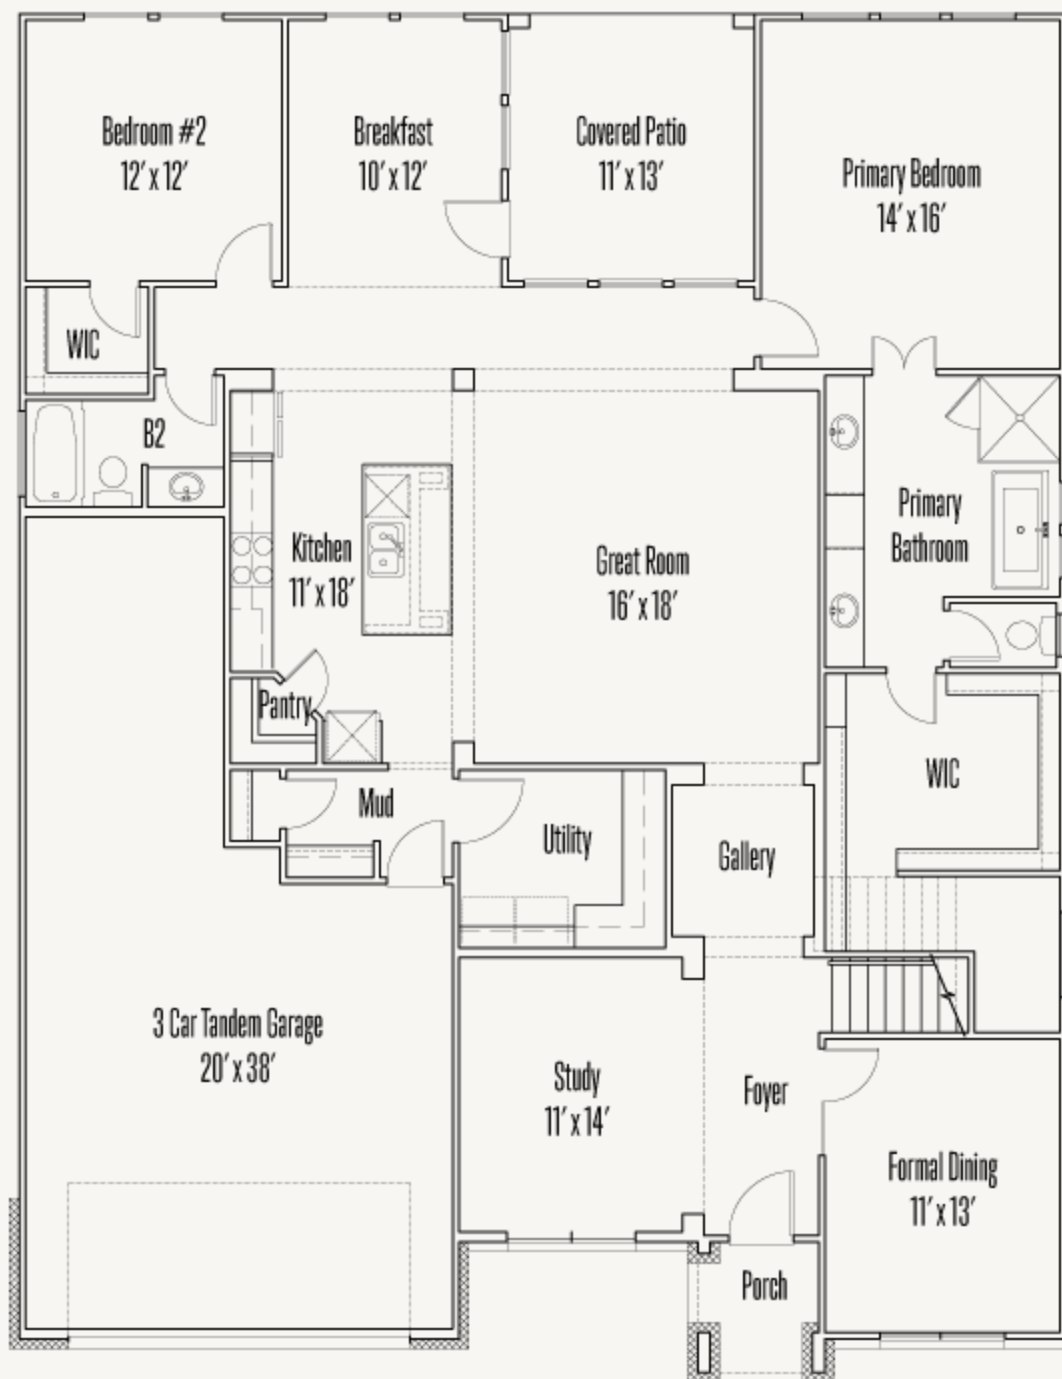 Bedroom #2
12′ x 12′
Breakfast
10′ x 12′
Covered Patio
11′ x 13′
Primary Bedroom
14′ x 16′
WIC
B2
Kitchen
11′ x 18′
Great Room
16′ x 18′
Primary
Bathroom
Pantry
Mud
Utility
Gallery
WIC
3 Car Tandem Garage
20′ x 38′
Study
11′ x 14′
Foyer
Formal Dining
11′ x 13′
Porch